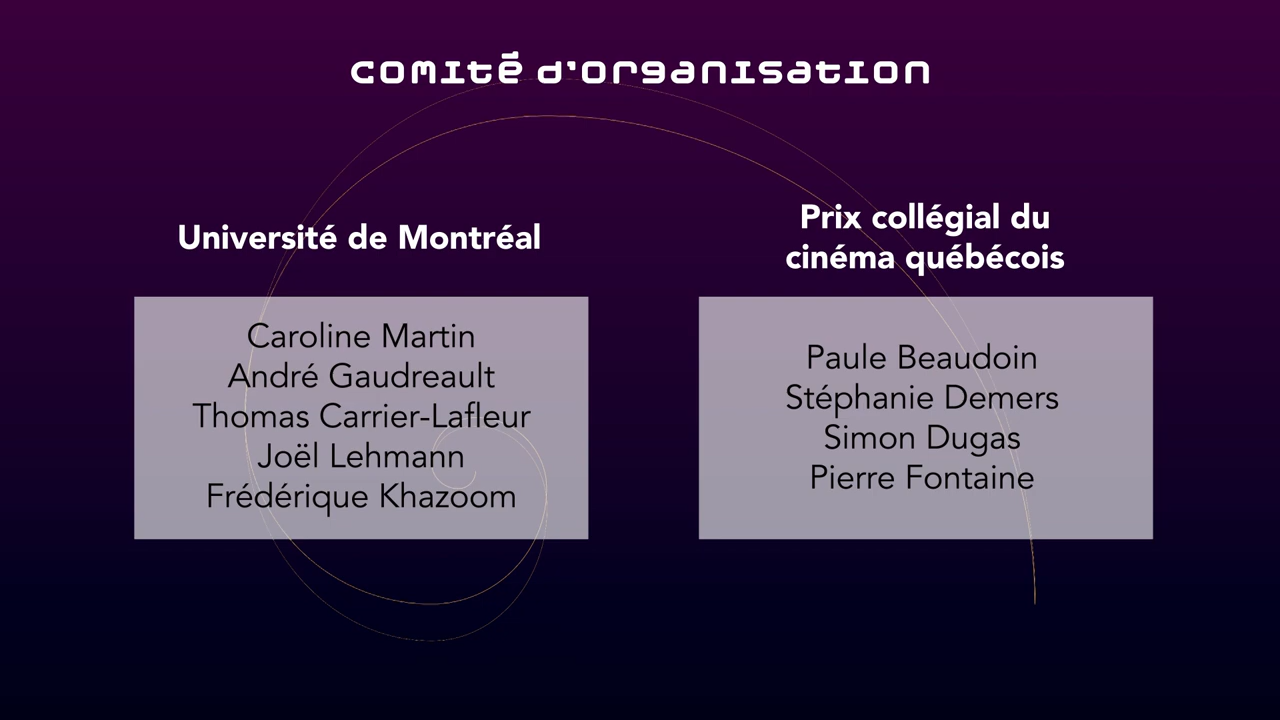 comité d'organisation
Université de Montréal
Caroline Martin
André Gaudreault
Thomas Carrier-Lafleur
Joël Lehmann
Frédérique Khazoom
Prix collégial du
cinéma québécois
Paule Beaudoin
Stéphanie Demers
Simon Dugas
Pierre Fontaine